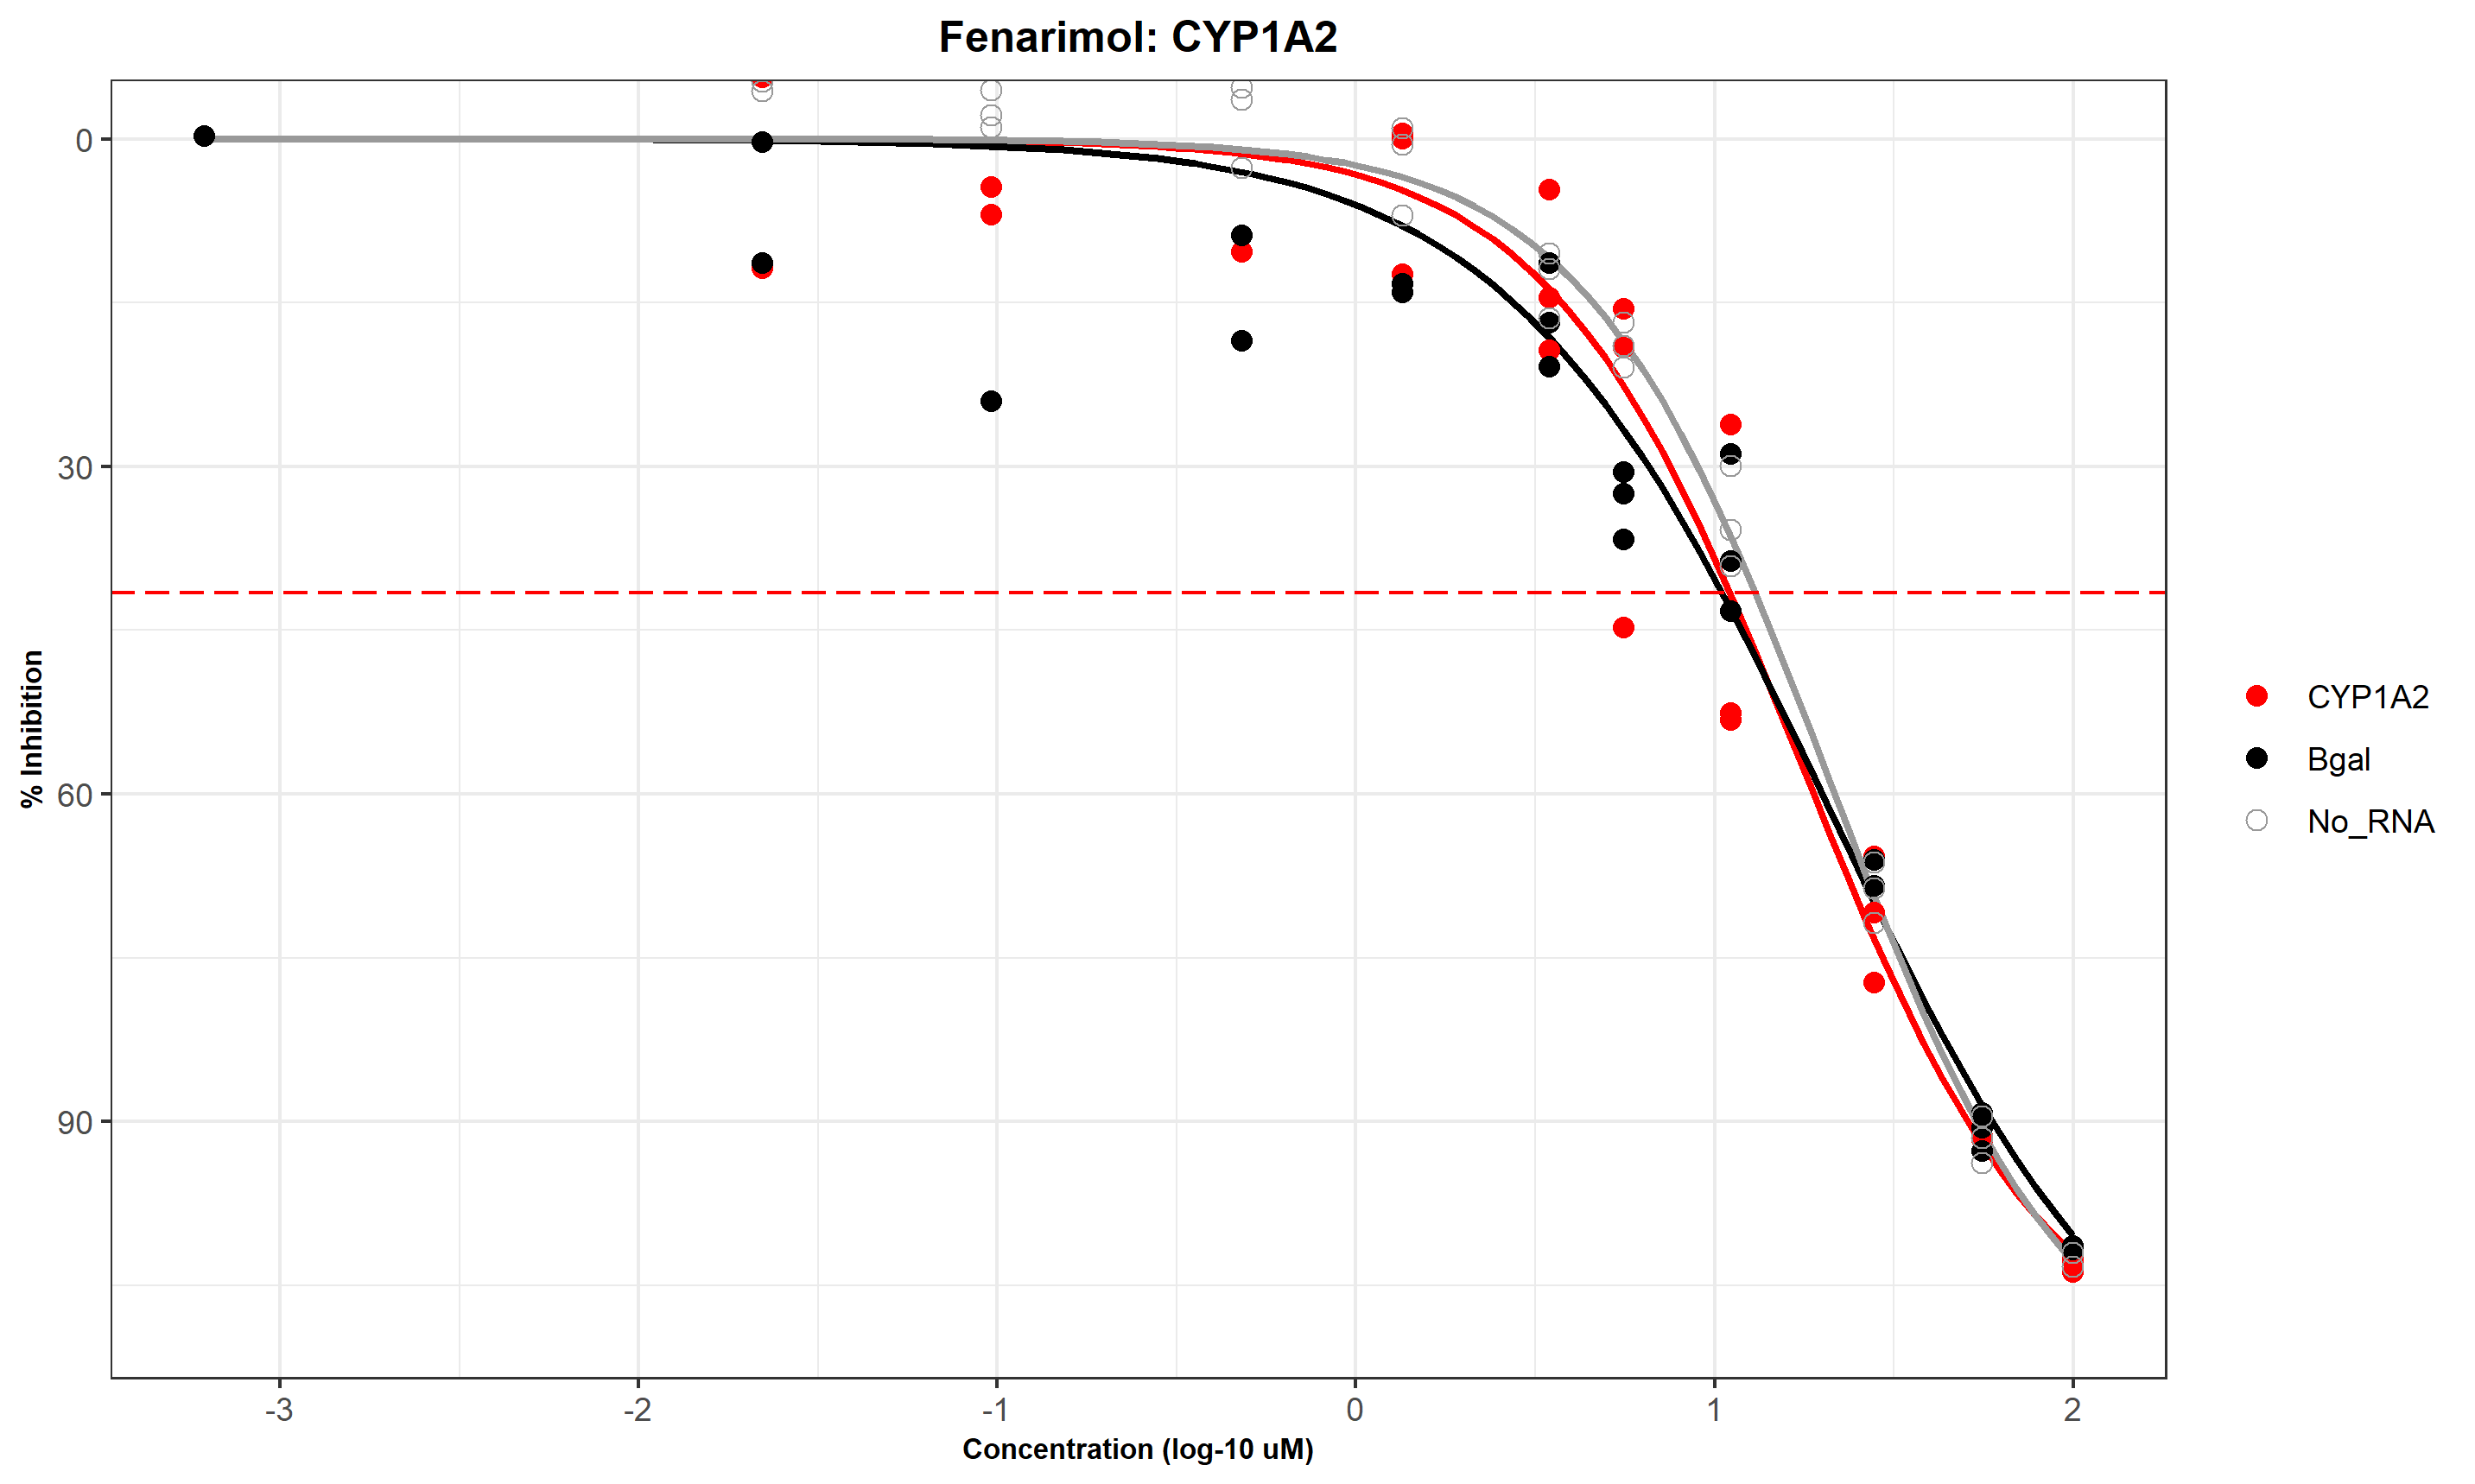 Fenarimol: CYP1A2
% Inhibition
0
30
60
90
-3
-2
-1
0
1
2
Concentration (log-10 uM)
CYP1A2
Bgal
No_RNA